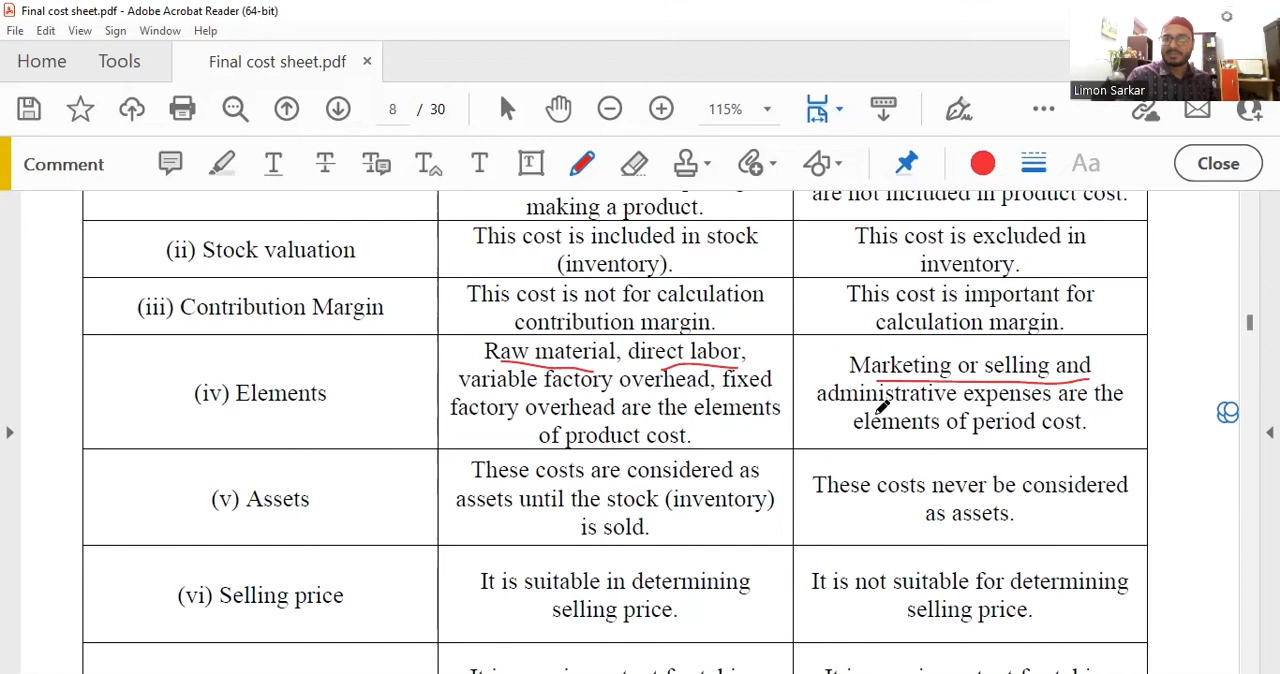 Final cost sheet.pdf - Adobe Acrobat Reader (64-bit)
File Edit View Sign Window Help
Home Tools Final cost sheet.pdf ×
8 / 30 115%
Limon Sarkar
Comment T T T T T Aa Close
making a product.
are not included in product cost.
(ii) Stock valuation
This cost is included in stock
(inventory).
This cost is excluded in
inventory.
(iii) Contribution Margin
This cost is not for calculation
contribution margin.
This cost is important for
calculation margin.
(iv) Elements
Raw material, direct labor,
variable factory overhead, fixed
factory overhead are the elements
of product cost.
Marketing or selling and
administrative expenses are the
elements of period cost.
(v) Assets
These costs are considered as
assets until the stock (inventory)
is sold.
These costs never be considered
as assets.
(vi) Selling price
It is suitable in determining
selling price.
It is not suitable for determining
selling price.